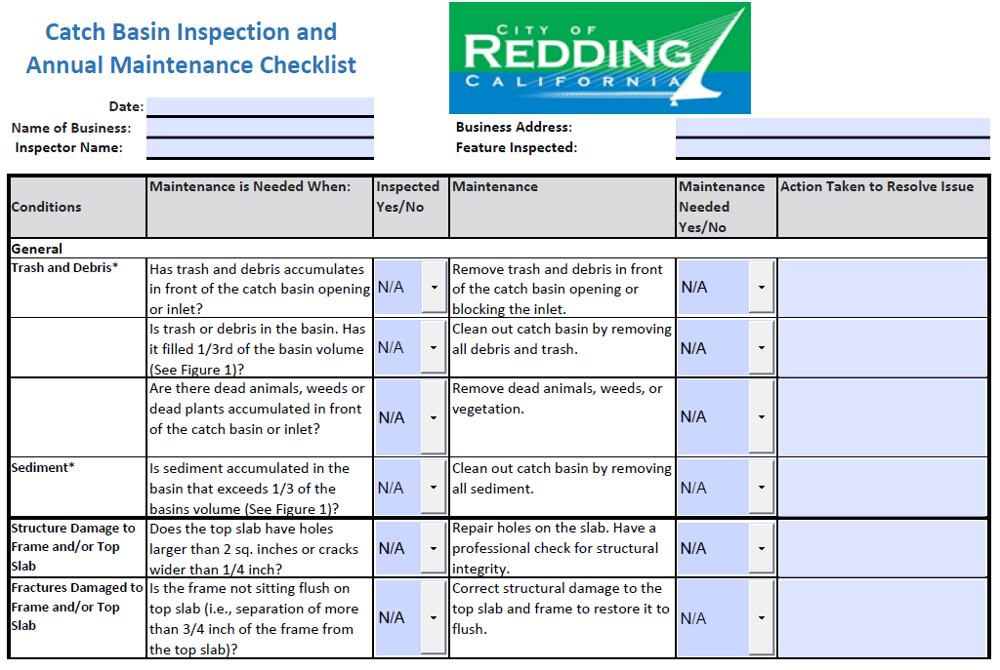 Catch Basin Inspection and
Annual Maintenance Checklist
CITY OF
REDDING
CALIFORNIA
Date:
Name of Business:
Inspector Name:
Business Address:
Feature Inspected:
Conditions
Maintenance is Needed When:
Inspected
Yes/No
Maintenance
Maintenance
Needed
Yes/No
Action Taken to Resolve Issue
General
Trash and Debris*
Has trash and debris accumulates
in front of the catch basin opening
or inlet?
N/A
Remove trash and debris in front
of the catch basin opening or
blocking the inlet.
N/A
Is trash or debris in the basin. Has
it filled 1/3rd of the basin volume
(See Figure 1)?
N/A
Clean out catch basin by removing
all debris and trash.
N/A
Are there dead animals, weeds or
dead plants accumulated in front
of the catch basin or inlet?
N/A
Remove dead animals, weeds, or
vegetation.
N/A
Sediment*
Is sediment accumulated in the
basin that exceeds 1/3 of the
basins volume (See Figure 1)?
N/A
Clean out catch basin by removing
all sediment.
N/A
Structure Damage to
Frame and/or Top
Slab
Does the top slab have holes
larger than 2 sq. inches or cracks
wider than 1/4 inch?
N/A
Repair holes on the slab. Have a
professional check for structural
integrity.
N/A
Fractures Damaged to
Frame and/or Top
Slab
Is the frame not sitting flush on
top slab (i.e., separation of more
than 3/4 inch of the frame from
the top slab)?
N/A
Correct structural damage to the
top slab and frame to restore it to
flush.
N/A